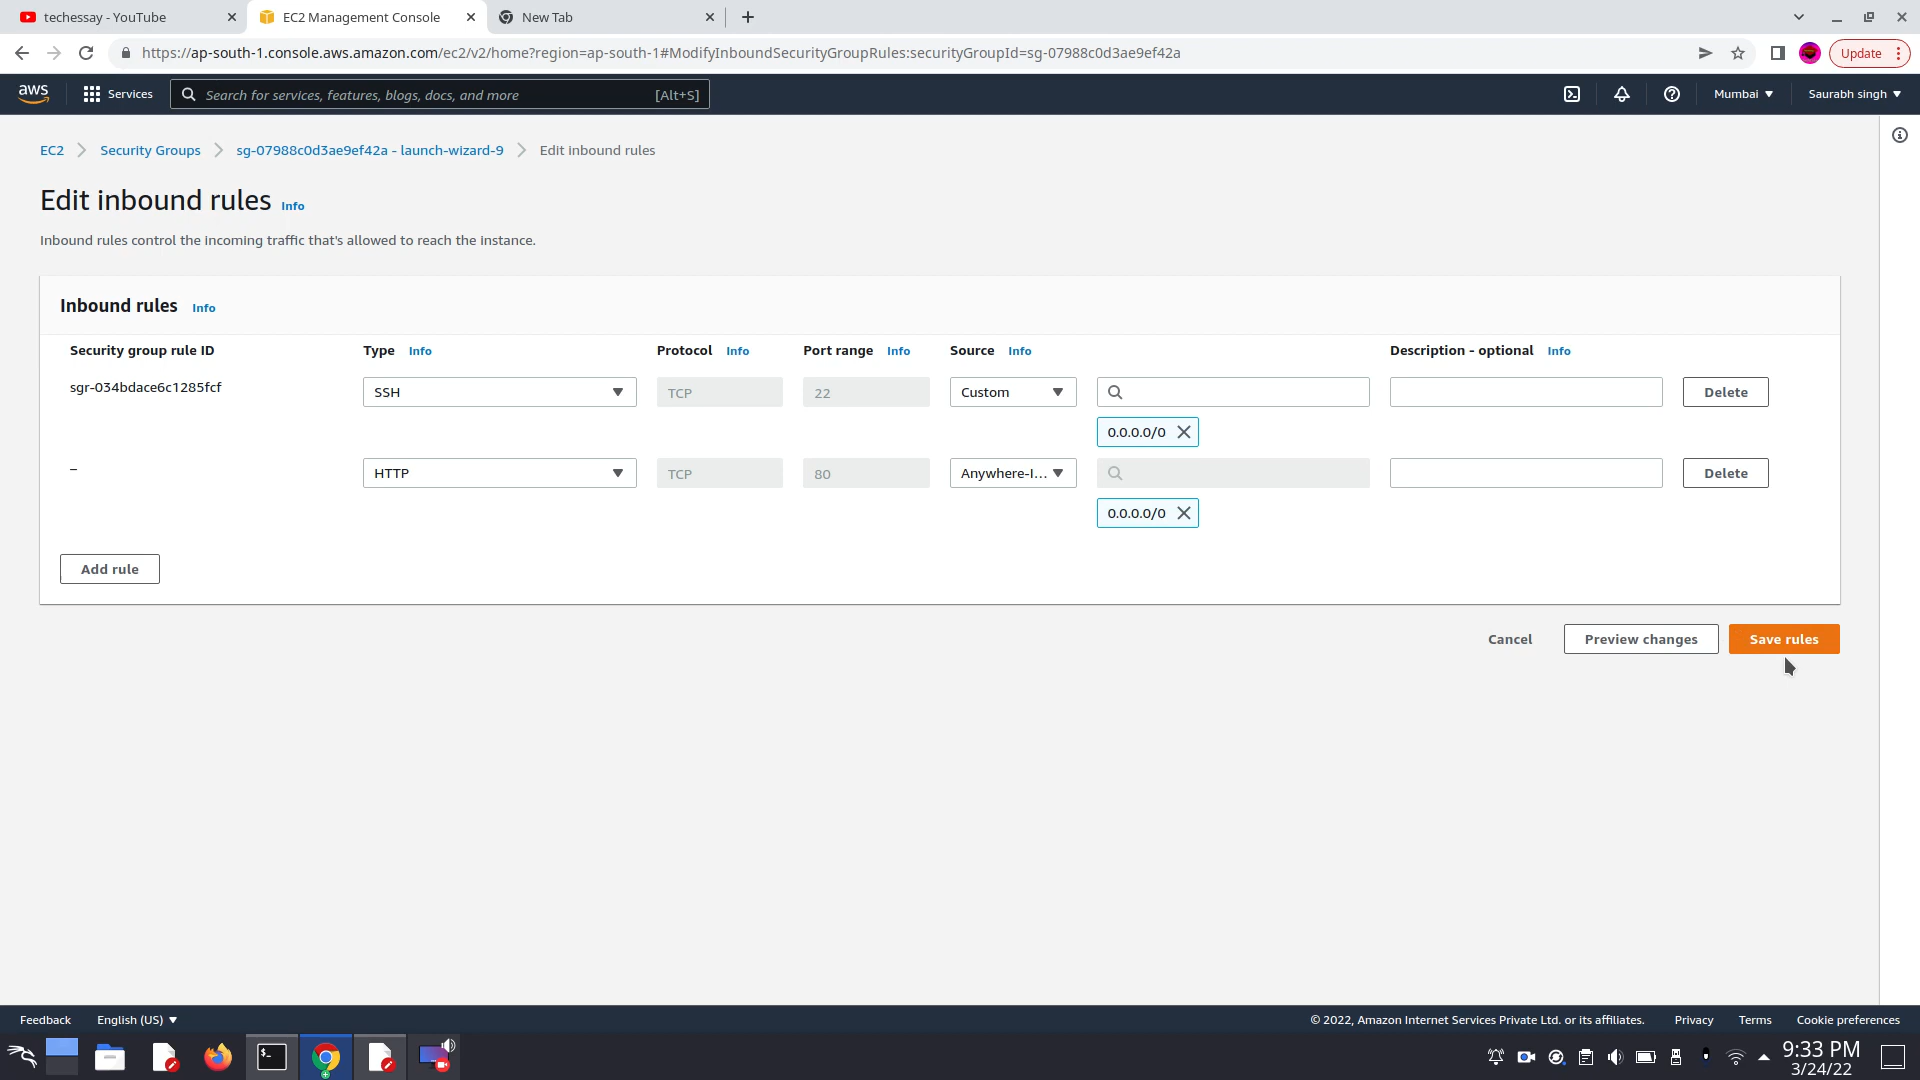 techessay - YouTube
EC2 Management Console
New Tab
https://ap-south-1.console.aws.amazon.com/ec2/v2/home?region=ap-south-1#ModifyInboundSecurityGroupRules:securityGroupId=sg-07988c0d3ae9ef42a
Update
aws
Services
Search for services, features, blogs, docs, and more
[Alt+S]
Mumbai
Saurabh singh
EC2
Security Groups
sg-07988c0d3ae9ef42a - launch-wizard-9
Edit inbound rules
Edit inbound rules Info
Inbound rules control the incoming traffic that's allowed to reach the instance.
Inbound rules Info
Security group rule ID
Type Info
Protocol Info
Port range Info
Source Info
Description - optional Info
sgr-034bdace6c1285fcf
SSH
TCP
22
Custom
Delete
0.0.0.0/0
–
HTTP
TCP
80
Anywhere-I...
Delete
0.0.0.0/0
Add rule
Cancel
Preview changes
Save rules
Feedback
English (US)
© 2022, Amazon Internet Services Private Ltd. or its affiliates.
Privacy
Terms
Cookie preferences
9:33 PM
3/24/22